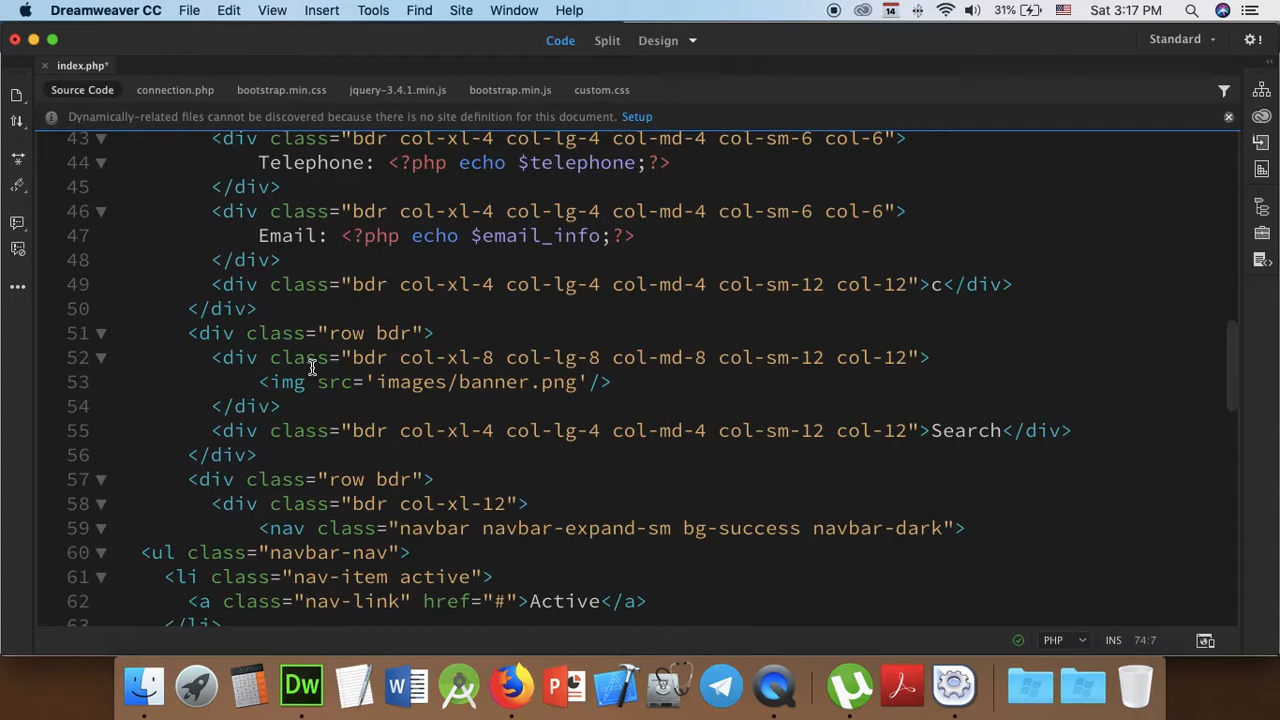 Dreamweaver CC File Edit View Insert Tools Find Site Window Help 14 31% Sat 3:17 PM
Code Split Design Standard
index.php*
Source Code connection.php bootstrap.min.css jquery-3.4.1.min.js bootstrap.min.js custom.css
Dynamically-related files cannot be discovered because there is no site definition for this document. Setup
43 <div class="bdr col-xl-4 col-lg-4 col-md-4 col-sm-6 col-6">
44 Telephone: <?php echo $telephone;?>
45 </div>
46 <div class="bdr col-xl-4 col-lg-4 col-md-4 col-sm-6 col-6">
47 Email: <?php echo $email_info;?>
48 </div>
49 <div class="bdr col-xl-4 col-lg-4 col-md-4 col-sm-12 col-12">c</div>
50 </div>
51 <div class="row bdr">
52 <div class="bdr col-xl-8 col-lg-8 col-md-8 col-sm-12 col-12">
53 <img src='images/banner.png'/>
54 </div>
55 <div class="bdr col-xl-4 col-lg-4 col-md-4 col-sm-12 col-12">Search</div>
56 </div>
57 <div class="row bdr">
58 <div class="bdr col-xl-12">
59 <nav class="navbar navbar-expand-sm bg-success navbar-dark">
60 <ul class="navbar-nav">
61 <li class="nav-item active">
62 <a class="nav-link" href="#">Active</a>
63 </li>
PHP INS 74:7
Dw W P